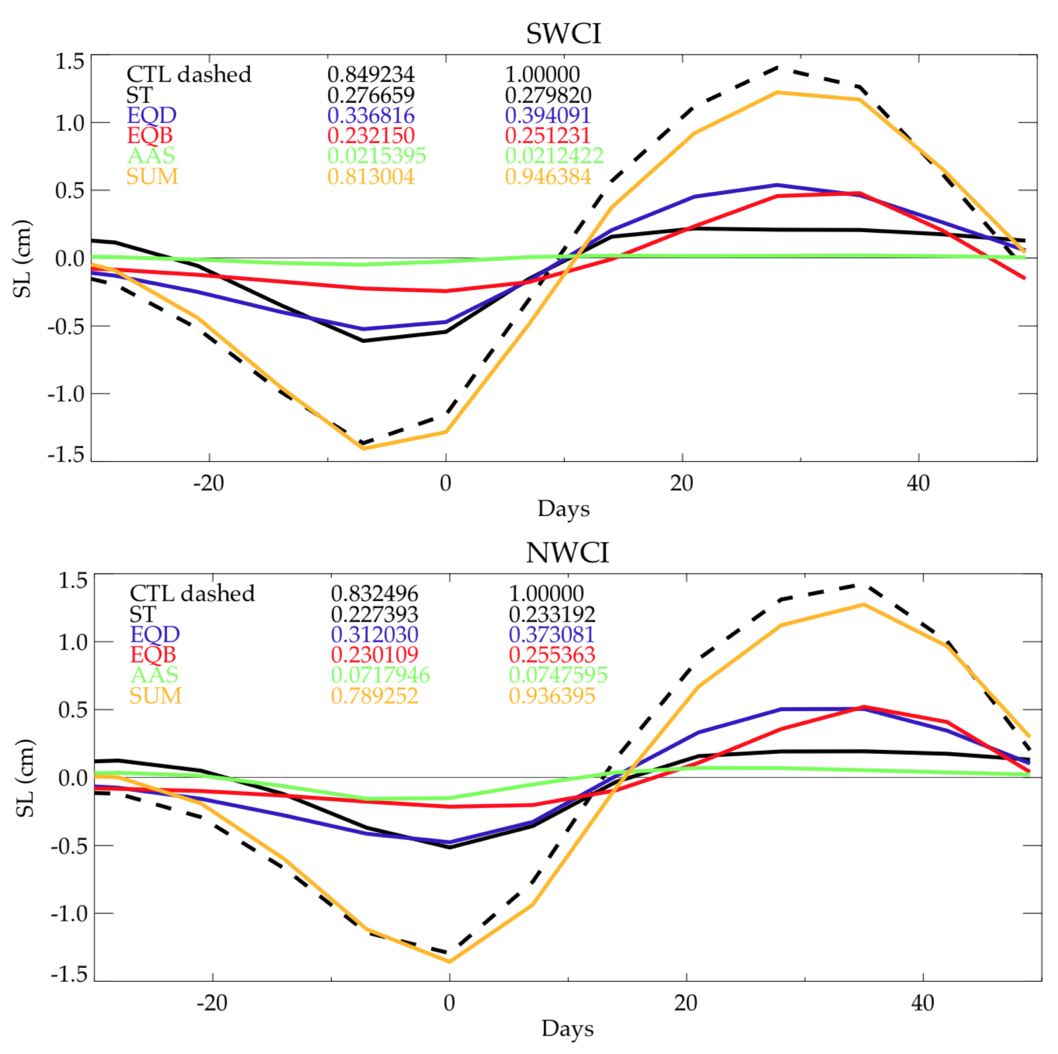 SWCI
1.5
CTL dashed 0.849234 1.00000
ST 0.276659 0.279820
EQD 0.336816 0.394091
1.0
EQB 0.232150 0.251231
AAS 0.0215395 0.0212422
SUM 0.813004 0.946384
0.5
0.0
SL (cm)
-0.5
-1.0
-1.5
-20 0 20 40
Days
NWCI
1.5
CTL dashed 0.832496 1.00000
ST 0.227393 0.233192
EQD 0.312030 0.373081
1.0
EQB 0.230109 0.255363
AAS 0.0717946 0.0747595
SUM 0.789252 0.936395
0.5
0.0
SL (cm)
-0.5
-1.0
-1.5
-20 0 20 40
Days